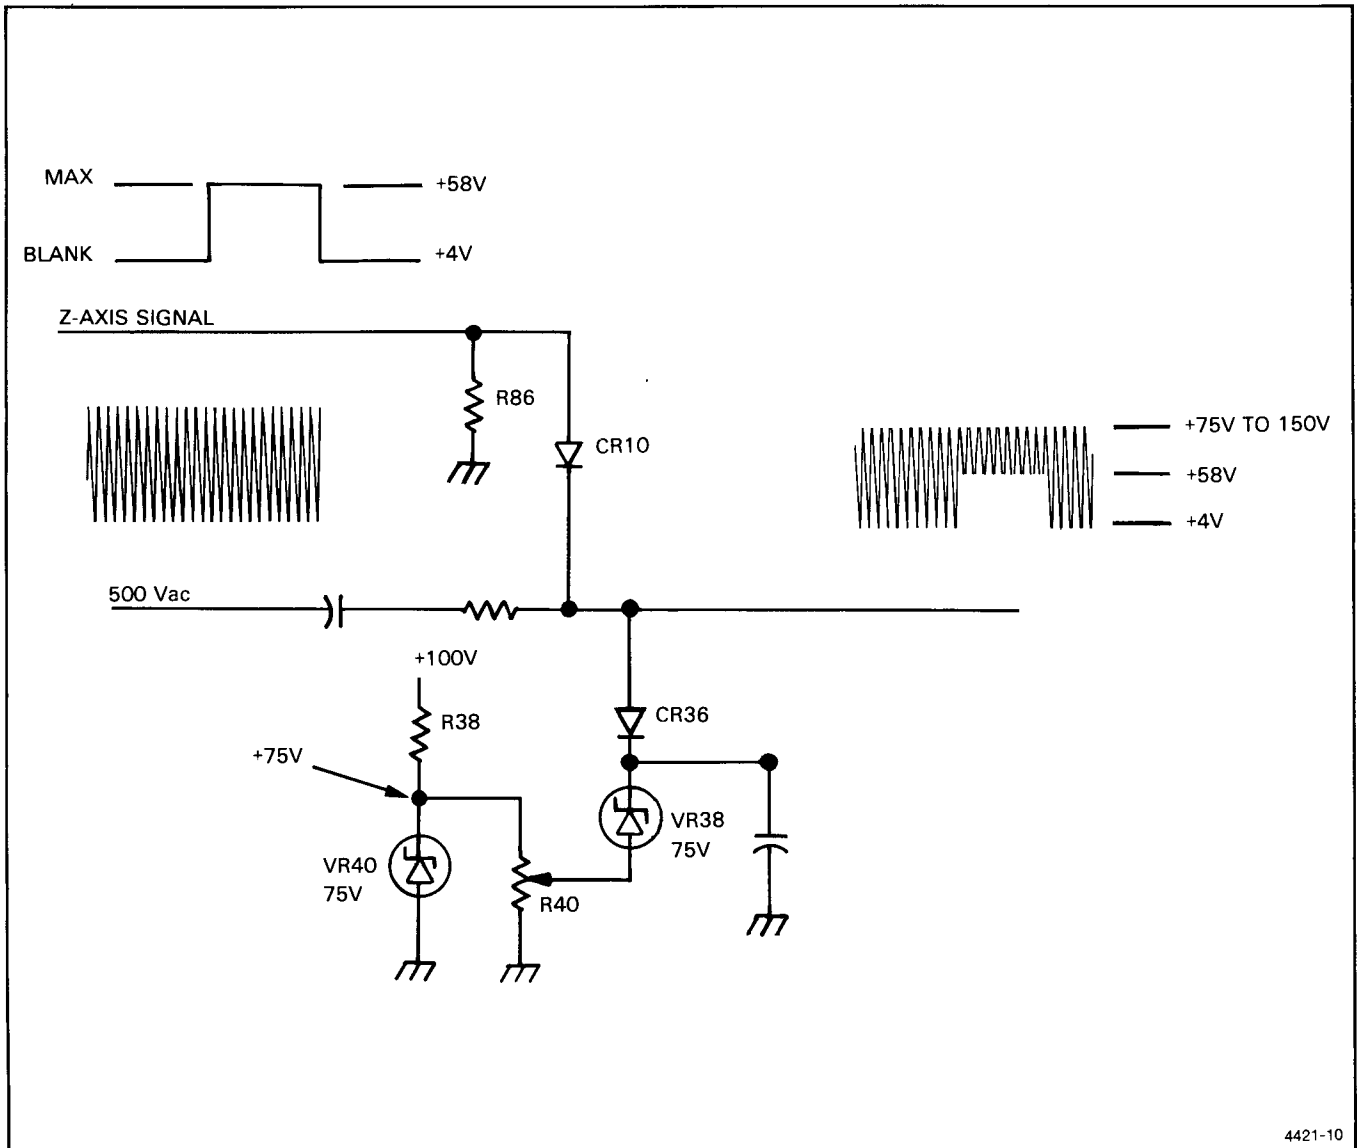 MAX
+58V
BLANK
+4V
Z-AXIS SIGNAL
R86
CR10
+75V TO 150V
+58V
+4V
500 Vac
+100V
R38
CR36
+75V
VR38
75V
VR40
75V
R40
4421-10